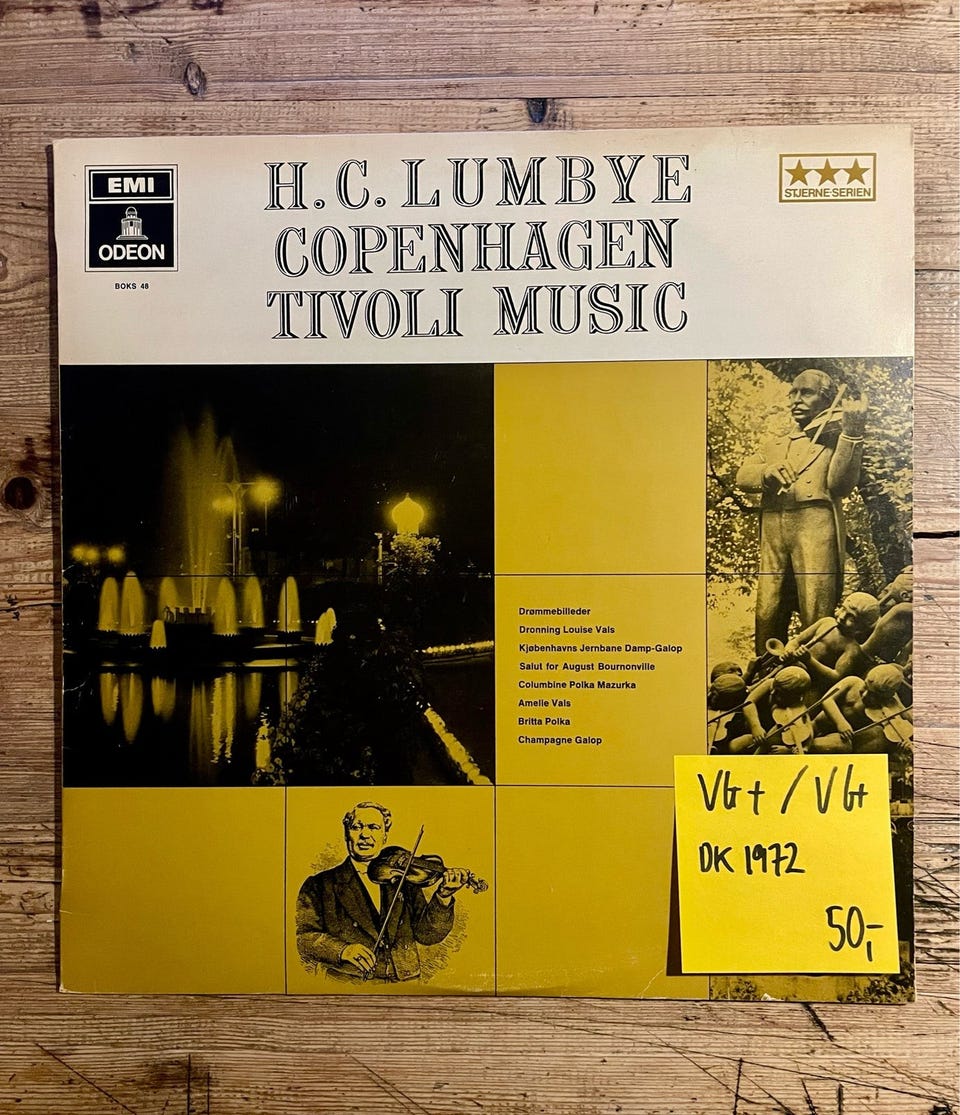 EMI
ODEON
BOKS 48
H.C. LUMBYE
COPENHAGEN
TIVOLI MUSIC
STJERNE-SERIEN
Drømmebilleder
Dronning Louise Vals
Kjøbenhavns Jernbane Damp-Galop
Salut for August Bournonville
Columbine Polka Mazurka
Amelie Vals
Britta Polka
Champagne Galop
VG+ / VG+
DK 1972
50,-